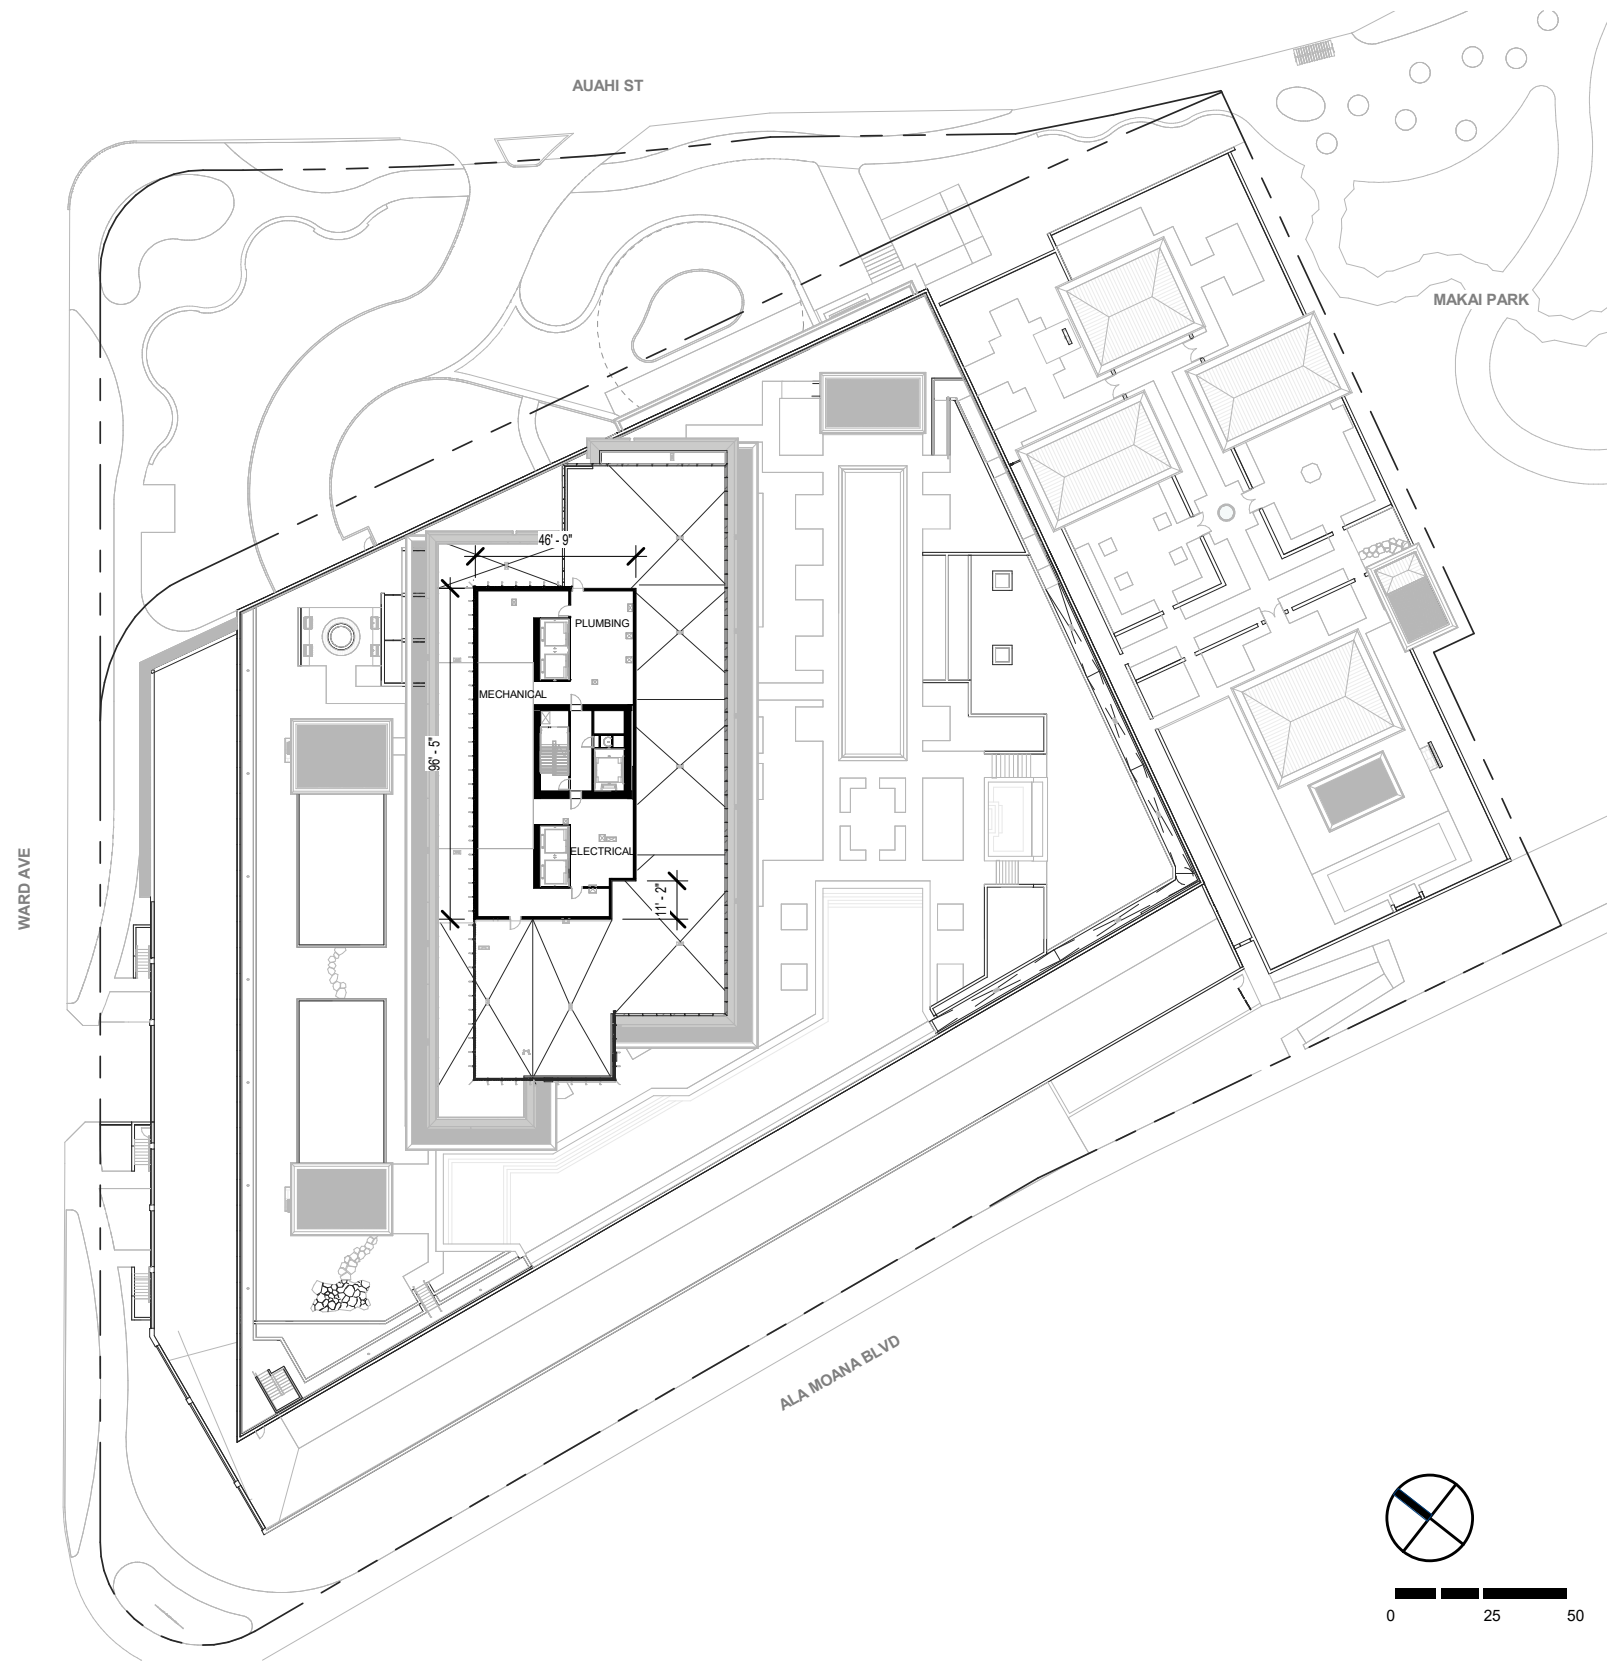 AUAHI ST
MAKAI PARK
46' - 9"
PLUMBING
MECHANICAL
96' - 5"
ELECTRICAL
11' - 2"
WARD AVE
ALA MOANA BLVD
0 25 50